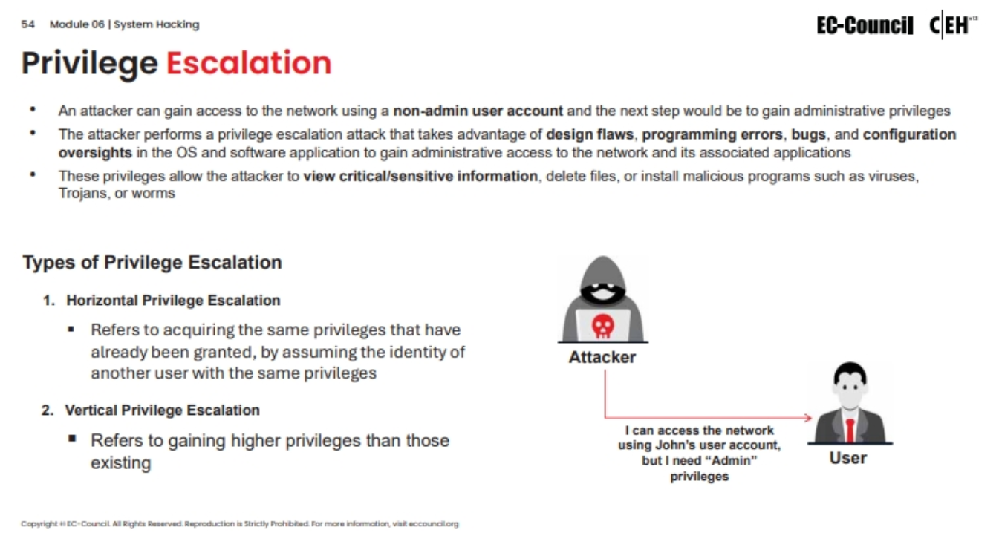 54 Module 06 | System Hacking
EC-Council C|EH
Privilege Escalation
• An attacker can gain access to the network using a non-admin user account and the next step would be to gain administrative privileges
• The attacker performs a privilege escalation attack that takes advantage of design flaws, programming errors, bugs, and configuration
oversights in the OS and software application to gain administrative access to the network and its associated applications
• These privileges allow the attacker to view critical/sensitive information, delete files, or install malicious programs such as viruses,
Trojans, or worms
Types of Privilege Escalation
1. Horizontal Privilege Escalation
▪ Refers to acquiring the same privileges that have
already been granted, by assuming the identity of
another user with the same privileges
2. Vertical Privilege Escalation
▪ Refers to gaining higher privileges than those
existing
Attacker
I can access the network
using John’s user account,
but I need “Admin”
privileges
User
Copyright © EC-Council. All Rights Reserved. Reproduction is Strictly Prohibited. For more information, visit eccouncil.org